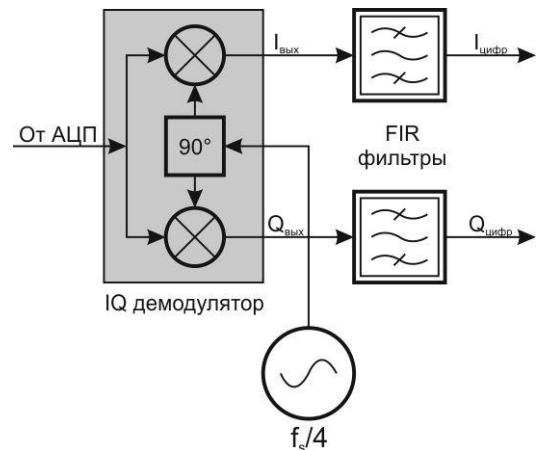 Iвых
Iцифр
От АЦП
90°
FIR
фильтры
Qвых
Qцифр
IQ демодулятор
fs/4